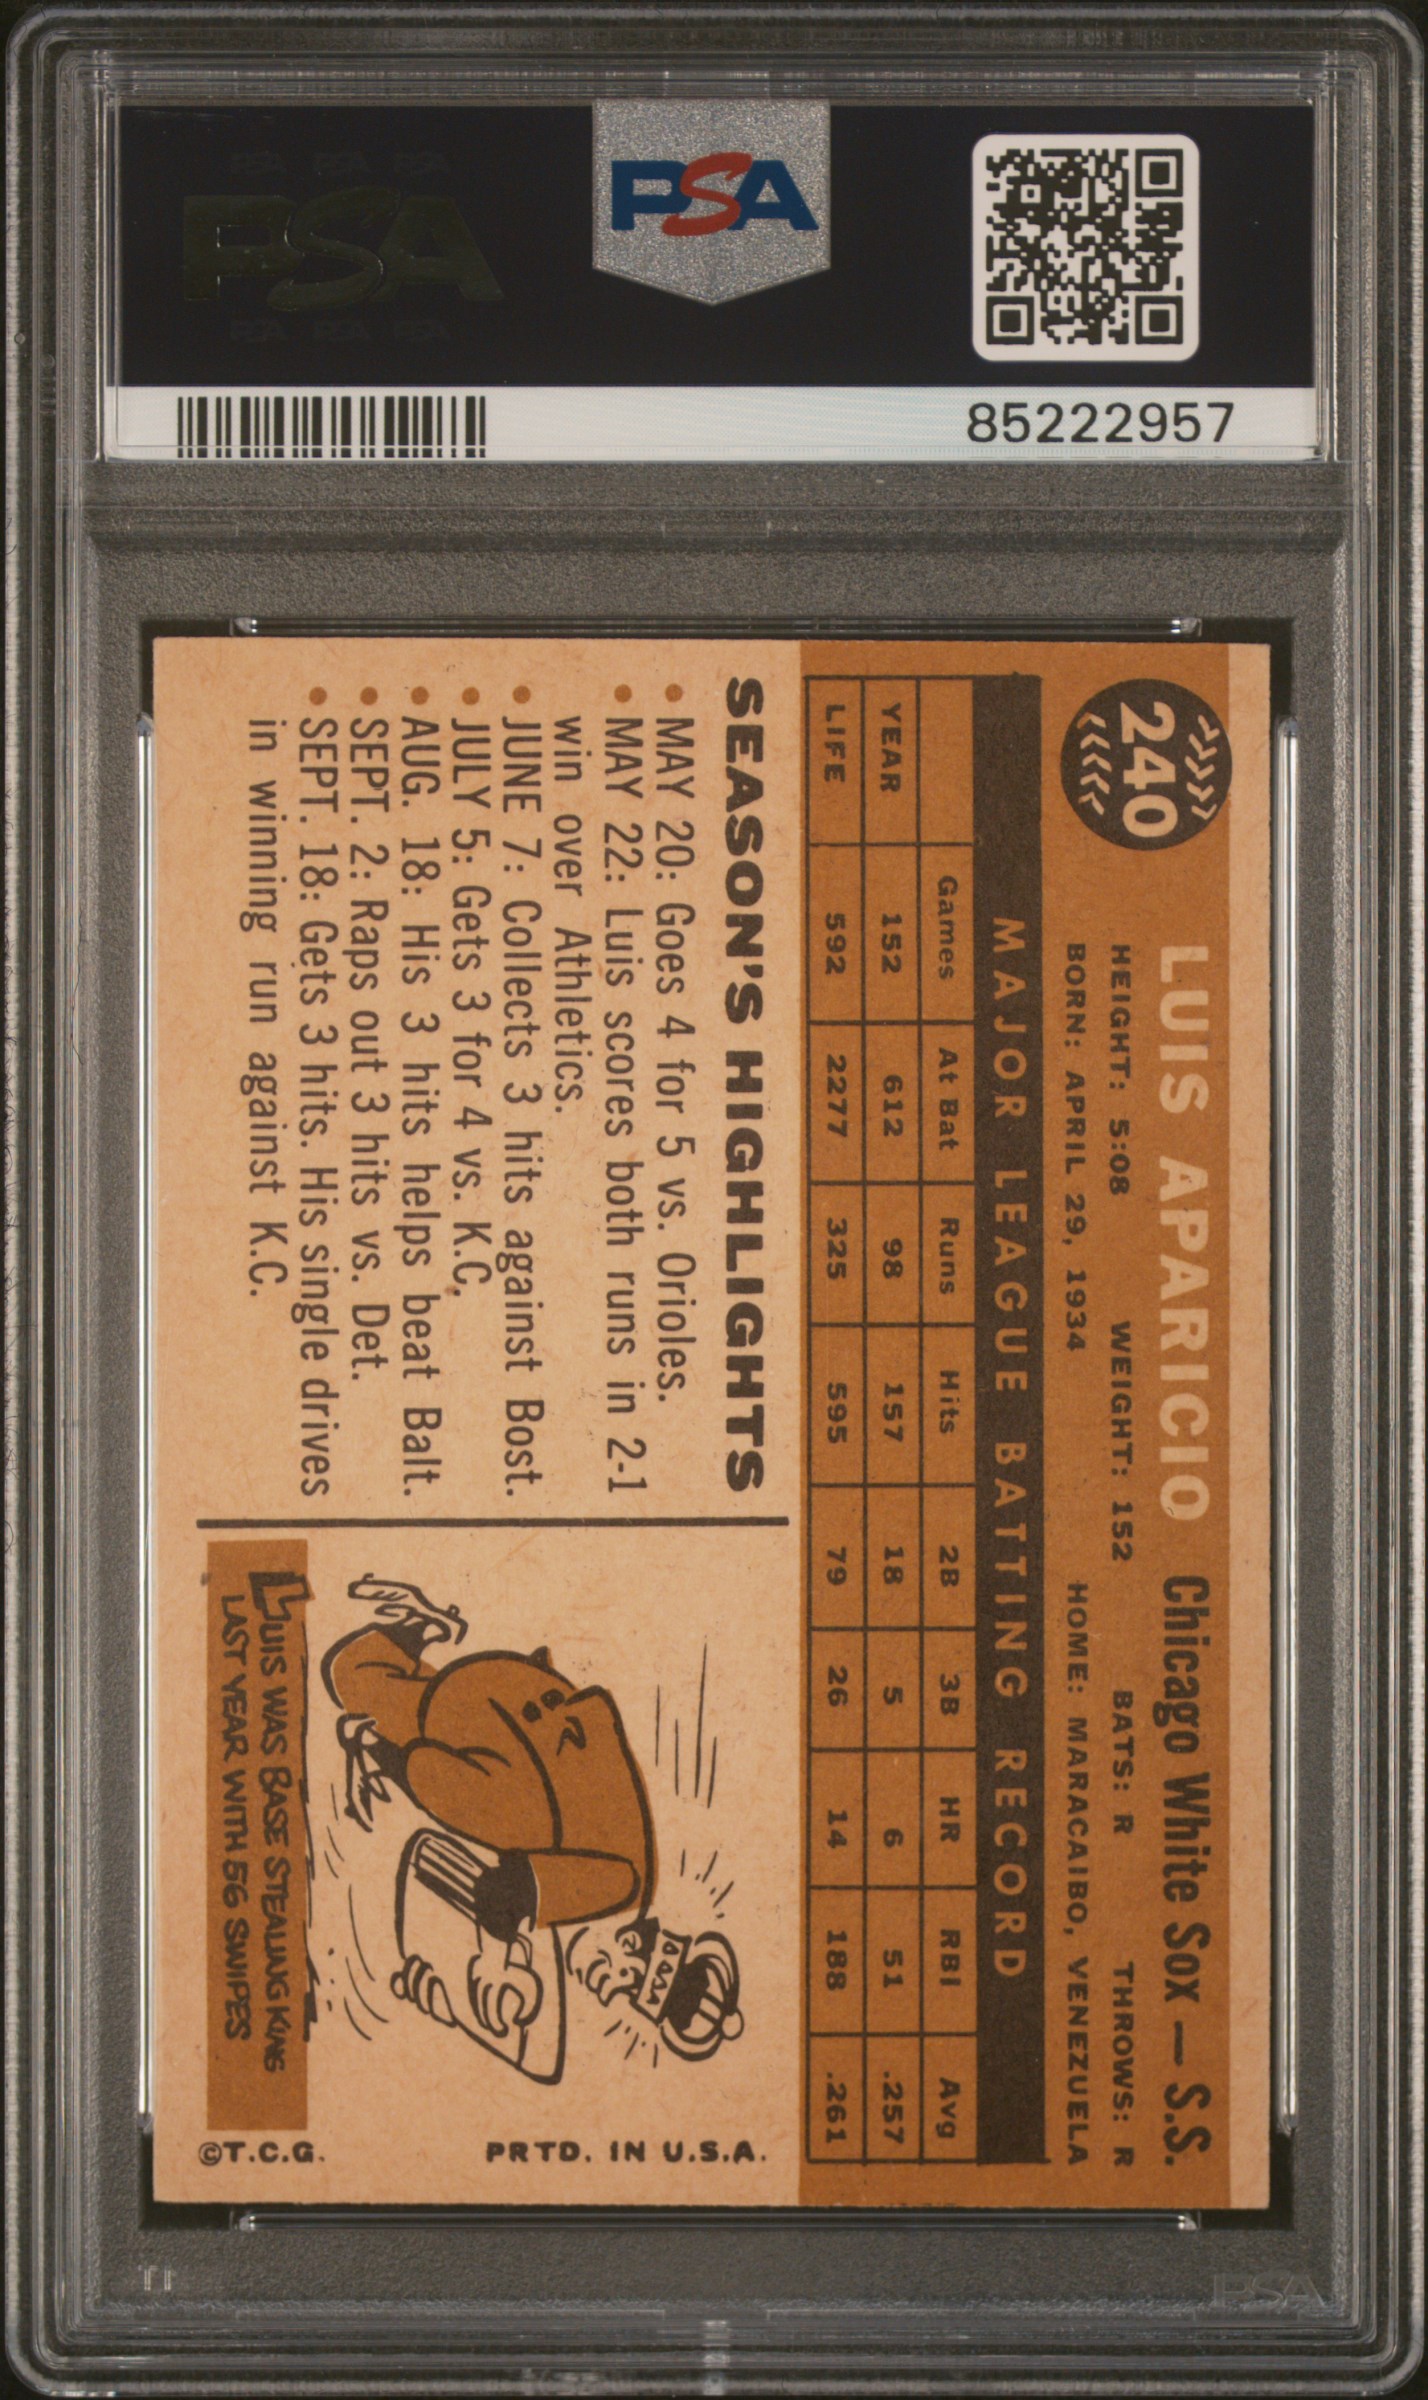 PSA
PSA
PSA PSA PSA
85222957
240
LUIS APARICIO Chicago White Sox — S.S.
HEIGHT: 5:08 WEIGHT: 152 BATS: R THROWS: R
BORN: APRIL 29, 1934 HOME: MARACAIBO, VENEZUELA
MAJOR LEAGUE BATTING RECORD
Games At Bat Runs Hits 2B 3B HR RBI Avg
YEAR 152 612 98 157 18 5 6 51 .257
LIFE 592 2277 325 595 79 26 14 188 .261
SEASON'S HIGHLIGHTS
• MAY 20: Goes 4 for 5 vs. Orioles.
• MAY 22: Luis scores both runs in 2-1
win over Athletics.
• JUNE 7: Collects 3 hits against Bost.
• JULY 5: Gets 3 for 4 vs. K.C.
• AUG. 18: His 3 hits helps beat Balt.
• SEPT. 2: Raps out 3 hits vs. Det.
• SEPT. 18: Gets 3 hits. His single drives
in winning run against K.C.
LUIS WAS BASE STEALING KING
LAST YEAR WITH 56 SWIPES
©T.C.G. PRTD. IN U.S.A.
PSA